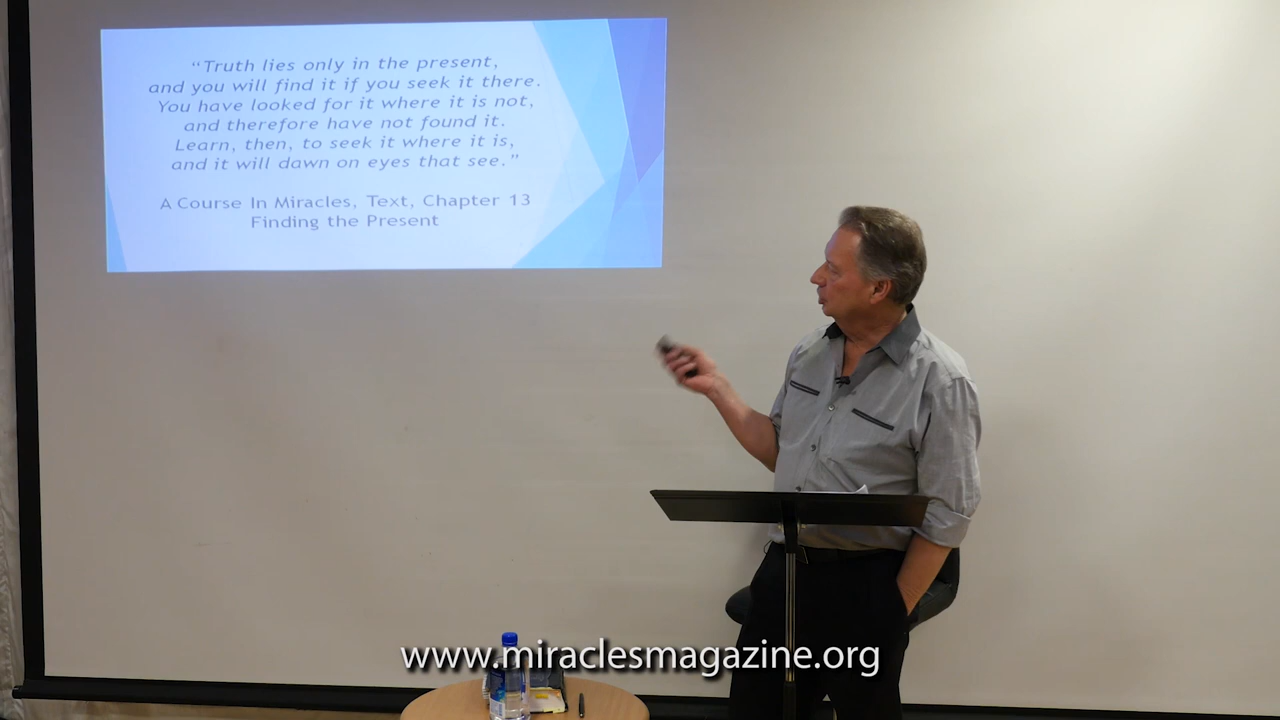 “Truth lies only in the present,
and you will find it if you seek it there.
You have looked for it where it is not,
and therefore have not found it.
Learn, then, to seek it where it is,
and it will dawn on eyes that see.”
A Course In Miracles, Text, Chapter 13
Finding the Present
www.miraclesmagazine.org